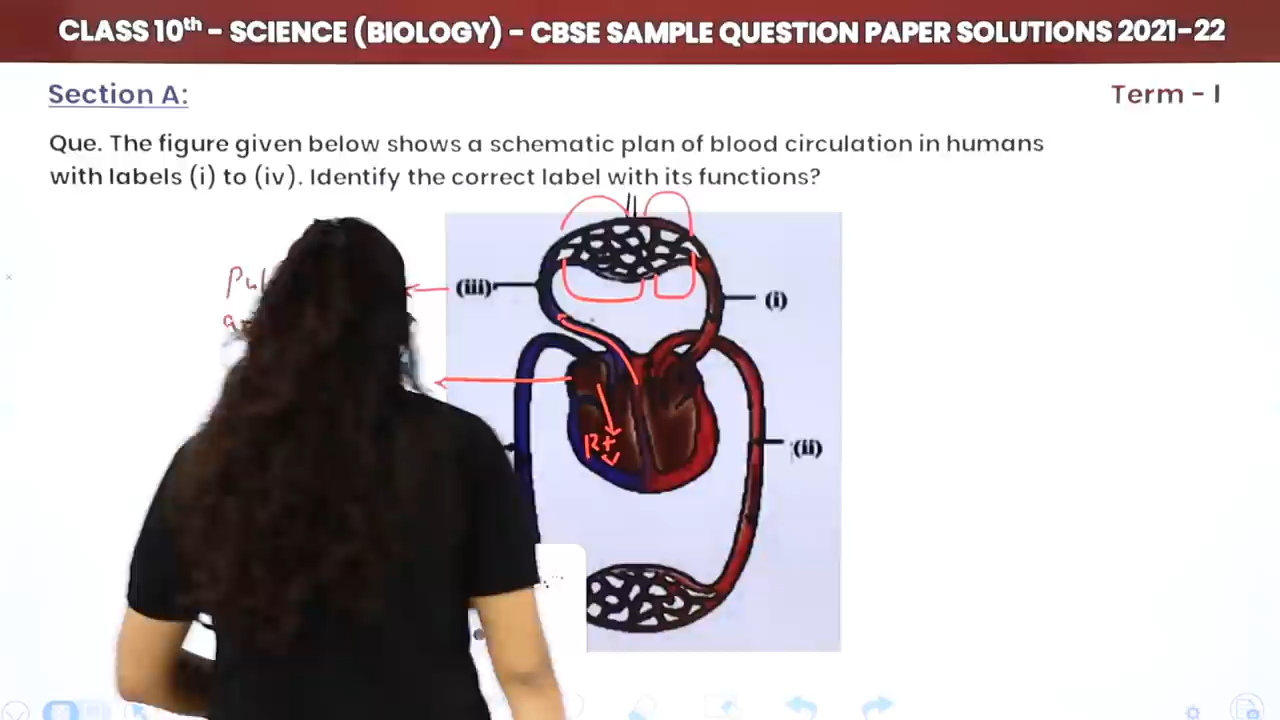 CLASS 10th – SCIENCE (BIOLOGY) – CBSE SAMPLE QUESTION PAPER SOLUTIONS 2021-22
Section A:
Term - I
Que. The figure given below shows a schematic plan of blood circulation in humans
with labels (i) to (iv). Identify the correct label with its functions?
(iii)
(i)
Rt
(ii)